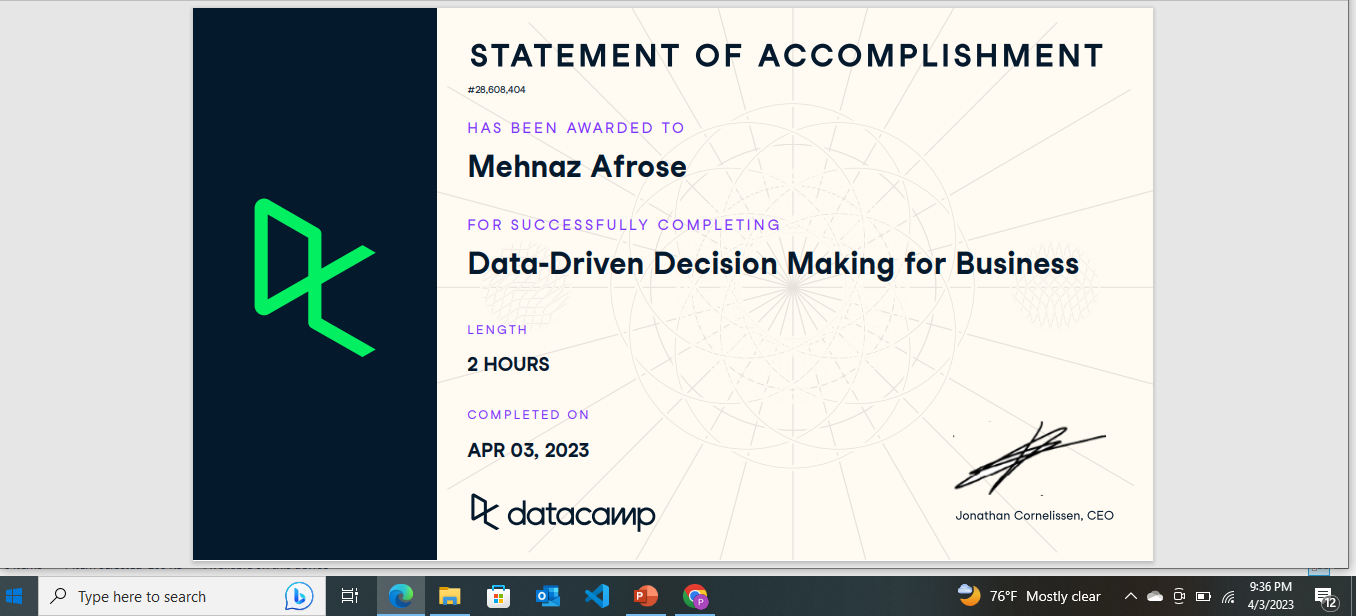 STATEMENT OF ACCOMPLISHMENT
#28,608,404
HAS BEEN AWARDED TO
Mehnaz Afrose
FOR SUCCESSFULLY COMPLETING
Data-Driven Decision Making for Business
LENGTH
2 HOURS
COMPLETED ON
APR 03, 2023
datacamp
Jonathan Cornelissen, CEO
Type here to search
76°F Mostly clear
9:36 PM
4/3/2023
12